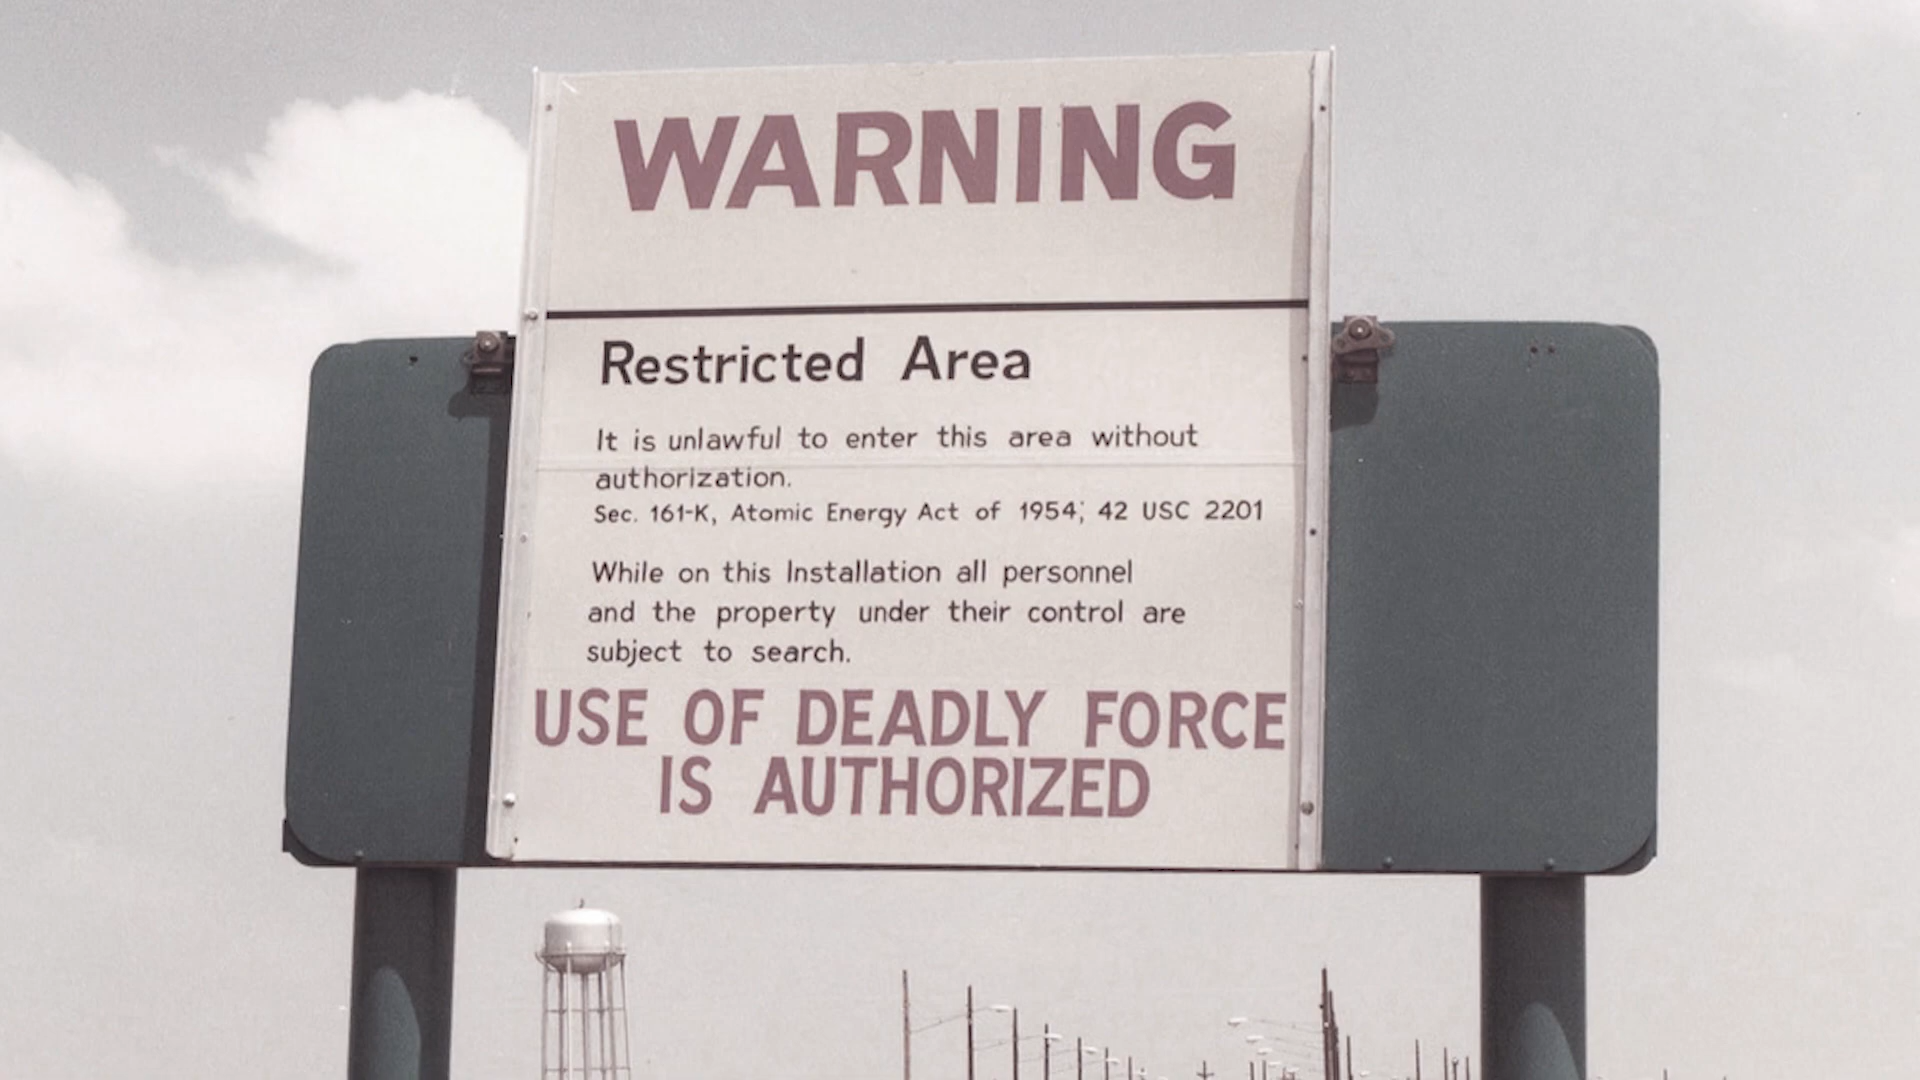 WARNING
Restricted Area
It is unlawful to enter this area without
authorization.
Sec. 161-K, Atomic Energy Act of 1954; 42 USC 2201
While on this Installation all personnel
and the property under their control are
subject to search.
USE OF DEADLY FORCE
IS AUTHORIZED